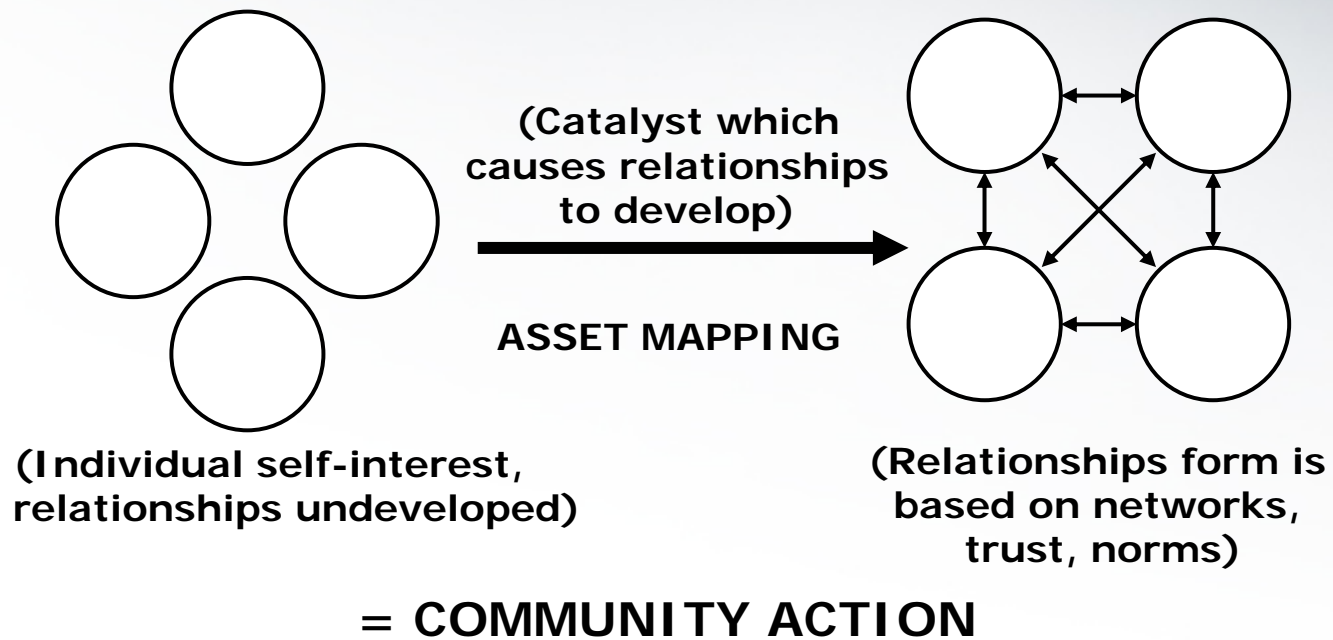 (Catalyst which
causes relationships
to develop)
ASSET MAPPING
(Individual self-interest,
relationships undeveloped)
(Relationships form is
based on networks,
trust, norms)
= COMMUNITY ACTION